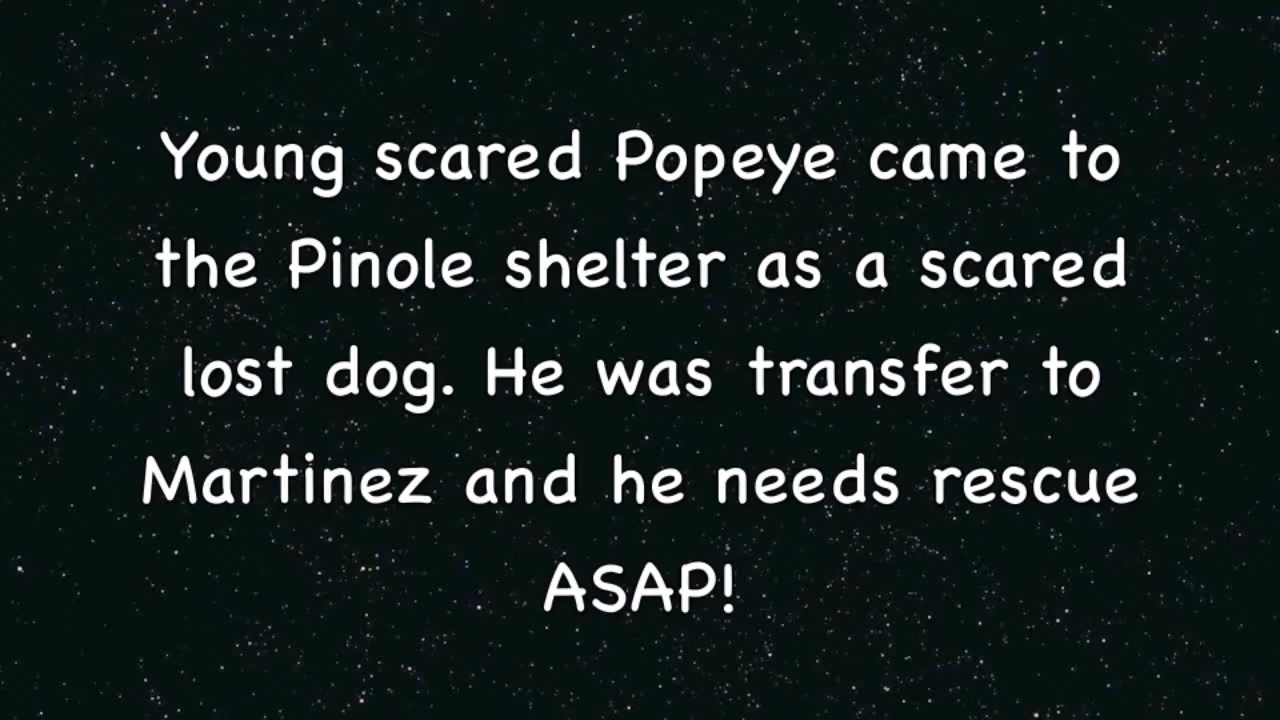 Young scared Popeye came to
the Pinole shelter as a scared
lost dog. He was transfer to
Martinez and he needs rescue
ASAP!